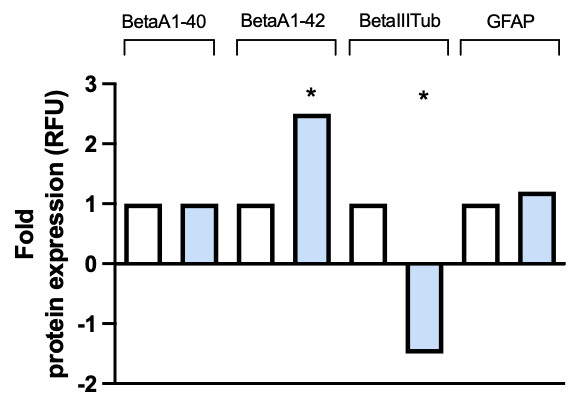 BetaA1-40 BetaA1-42 BetaIIITub GFAP
Fold
protein expression (RFU)
3
2
1
0
-1
-2
* *